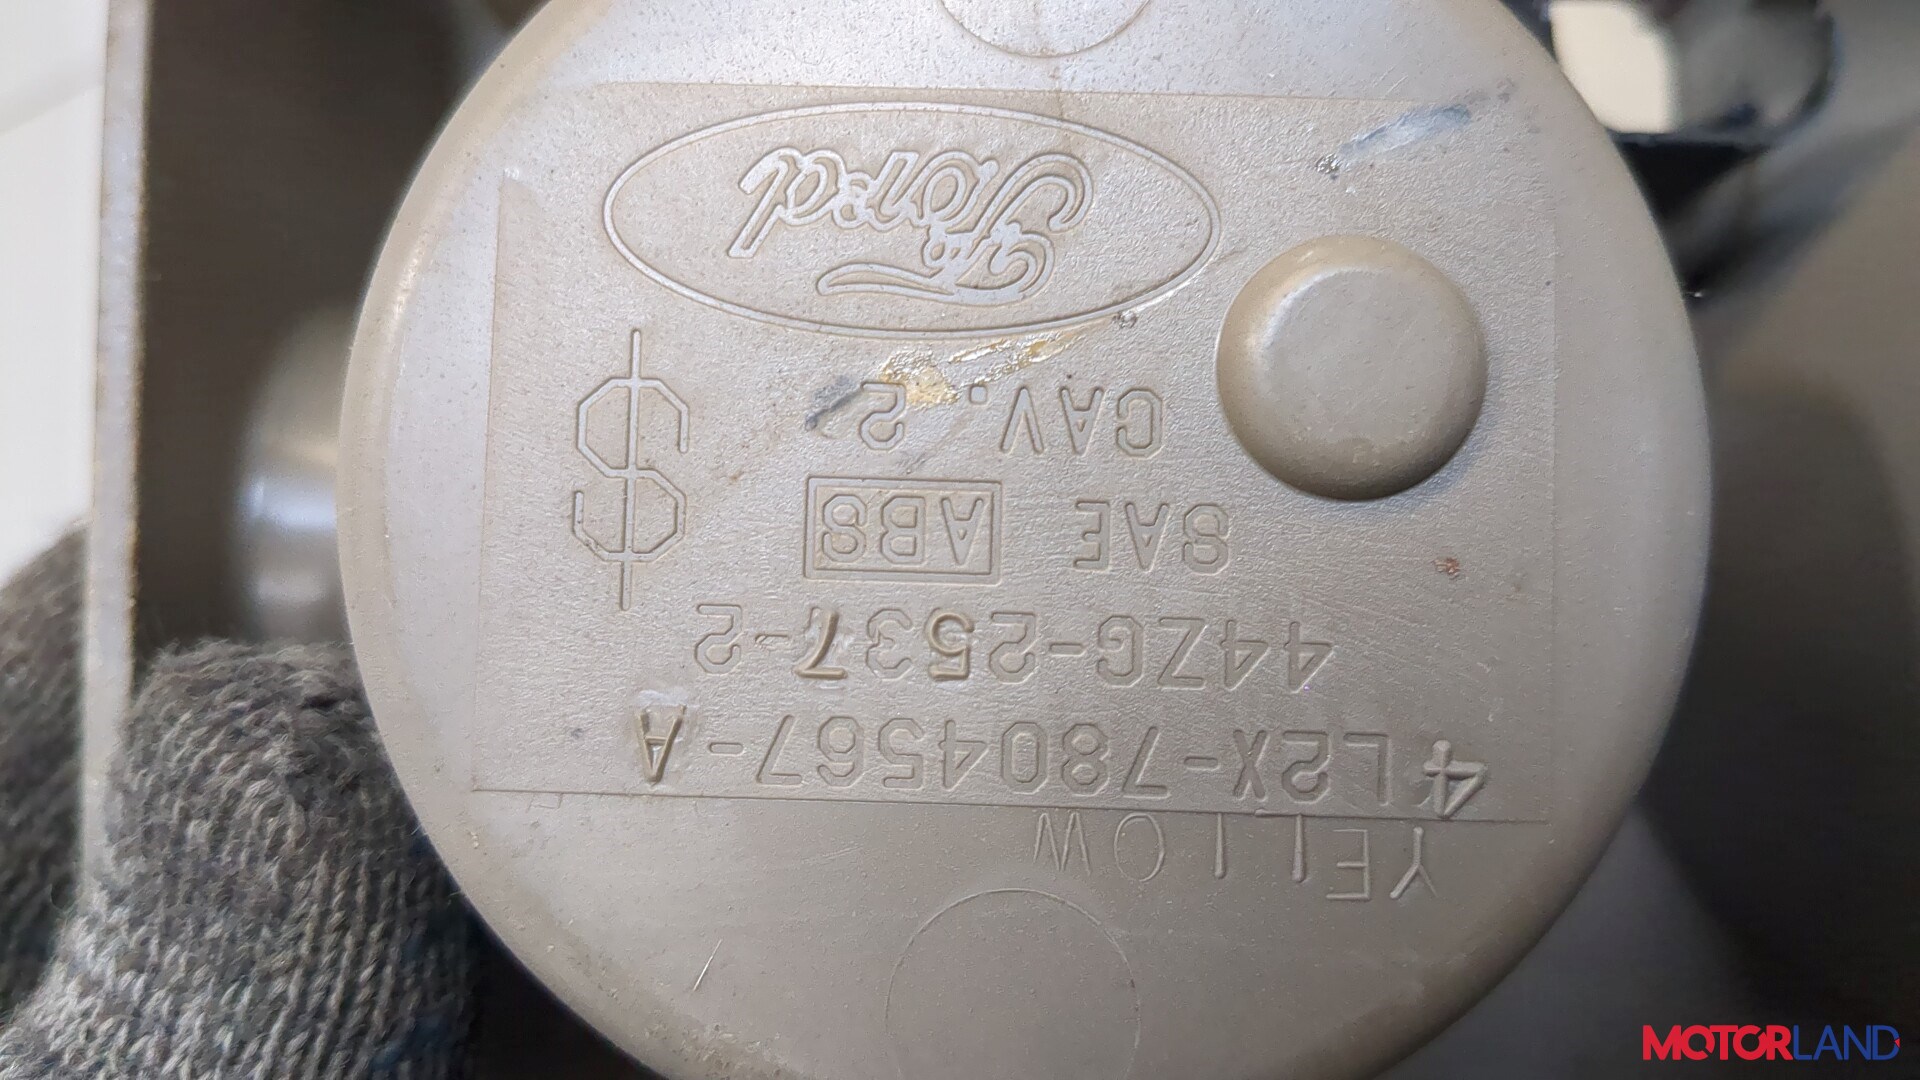 YELLOW
4L2X-7804567-A
44ZG-2537-2
SAE ABS
CAV. 2
$
Ford
MOTORLAND